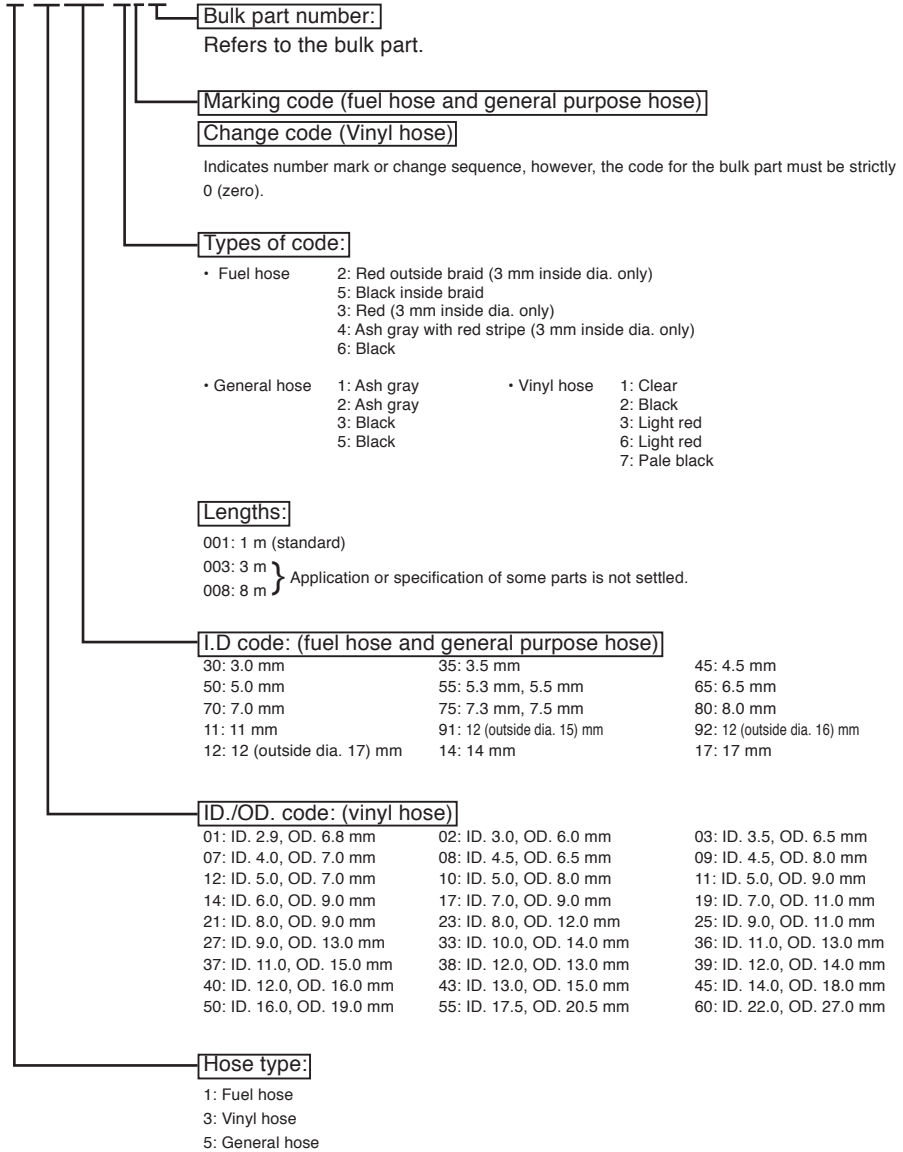 Bulk part number:
Refers to the bulk part.
Marking code (fuel hose and general purpose hose)
Change code (Vinyl hose)
Indicates number mark or change sequence, however, the code for the bulk part must be strictly
0 (zero).
Types of code:
・ Fuel hose 2: Red outside braid (3 mm inside dia. only)
5: Black inside braid
3: Red (3 mm inside dia. only)
4: Ash gray with red stripe (3 mm inside dia. only)
6: Black
・General hose 1: Ash gray ・Vinyl hose 1: Clear
2: Ash gray 2: Black
3: Black 3: Light red
5: Black 6: Light red
7: Pale black
Lengths:
001: 1 m (standard)
003: 3 m
008: 8 m } Application or specification of some parts is not settled.
I.D code: (fuel hose and general purpose hose)
30: 3.0 mm 35: 3.5 mm 45: 4.5 mm
50: 5.0 mm 55: 5.3 mm, 5.5 mm 65: 6.5 mm
70: 7.0 mm 75: 7.3 mm, 7.5 mm 80: 8.0 mm
11: 11 mm 91: 12 (outside dia. 15) mm 92: 12 (outside dia. 16) mm
12: 12 (outside dia. 17) mm 14: 14 mm 17: 17 mm
ID./OD. code: (vinyl hose)
01: ID. 2.9, OD. 6.8 mm 02: ID. 3.0, OD. 6.0 mm 03: ID. 3.5, OD. 6.5 mm
07: ID. 4.0, OD. 7.0 mm 08: ID. 4.5, OD. 6.5 mm 09: ID. 4.5, OD. 8.0 mm
12: ID. 5.0, OD. 7.0 mm 10: ID. 5.0, OD. 8.0 mm 11: ID. 5.0, OD. 9.0 mm
14: ID. 6.0, OD. 9.0 mm 17: ID. 7.0, OD. 9.0 mm 19: ID. 7.0, OD. 11.0 mm
21: ID. 8.0, OD. 9.0 mm 23: ID. 8.0, OD. 12.0 mm 25: ID. 9.0, OD. 11.0 mm
27: ID. 9.0, OD. 13.0 mm 33: ID. 10.0, OD. 14.0 mm 36: ID. 11.0, OD. 13.0 mm
37: ID. 11.0, OD. 15.0 mm 38: ID. 12.0, OD. 13.0 mm 39: ID. 12.0, OD. 14.0 mm
40: ID. 12.0, OD. 16.0 mm 43: ID. 13.0, OD. 15.0 mm 45: ID. 14.0, OD. 18.0 mm
50: ID. 16.0, OD. 19.0 mm 55: ID. 17.5, OD. 20.5 mm 60: ID. 22.0, OD. 27.0 mm
Hose type:
1: Fuel hose
3: Vinyl hose
5: General hose